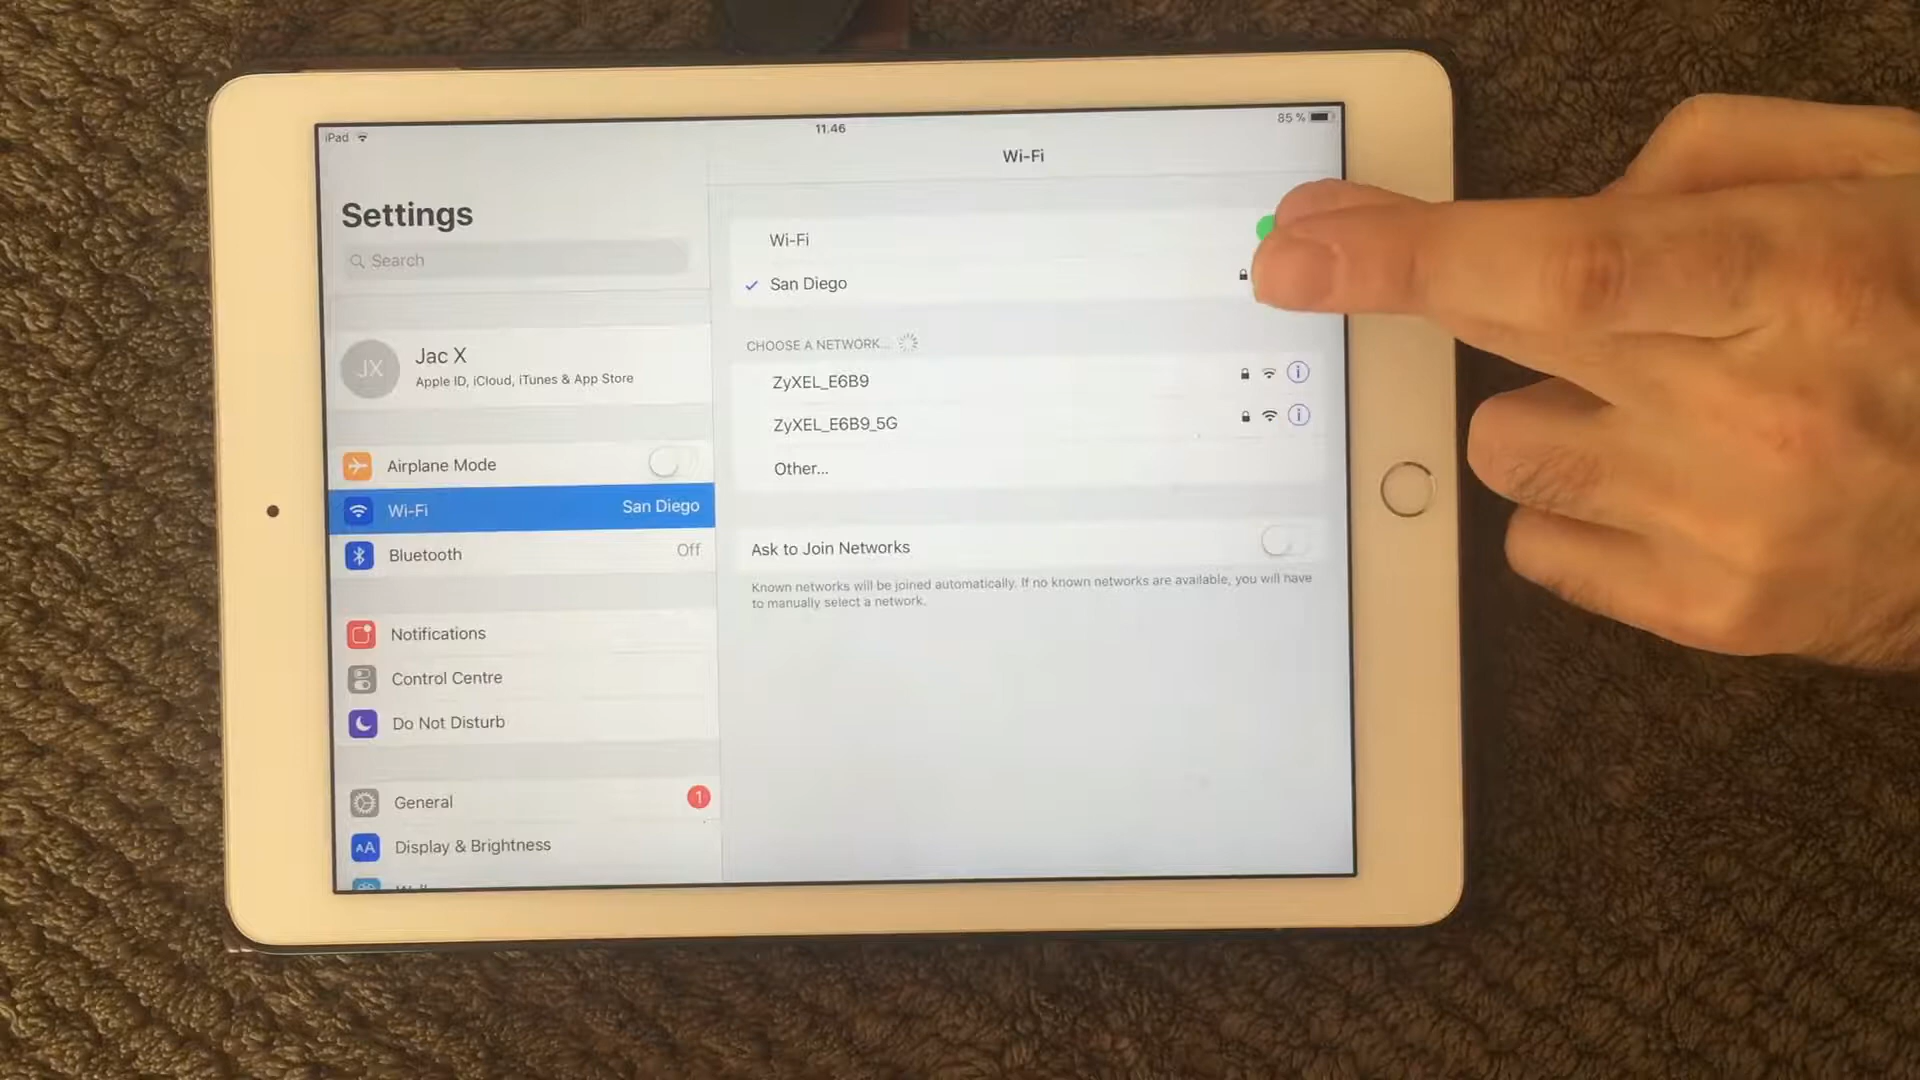 iPad
11.46
85 %
Wi-Fi
Settings
Search
JX
Jac X
Apple ID, iCloud, iTunes & App Store
Airplane Mode
Wi-Fi San Diego
Bluetooth Off
Notifications
Control Centre
Do Not Disturb
General 1
AA Display & Brightness
Wi-Fi
San Diego
CHOOSE A NETWORK...
ZyXEL_E6B9
ZyXEL_E6B9_5G
Other...
Ask to Join Networks
Known networks will be joined automatically. If no known networks are available, you will have
to manually select a network.